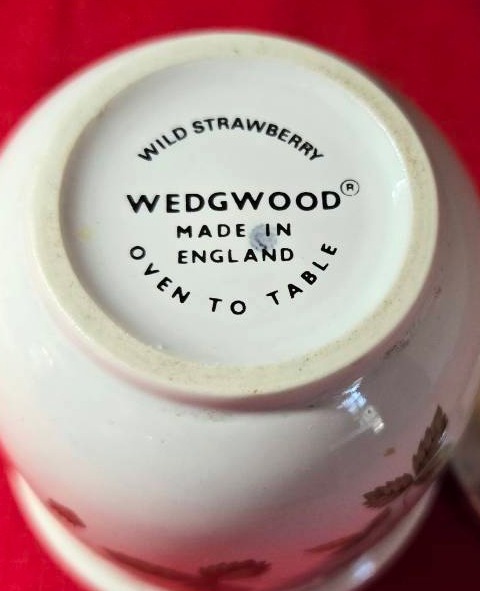 WILD STRAWBERRY
WEDGWOOD®
MADE IN
ENGLAND
OVEN TO TABLE